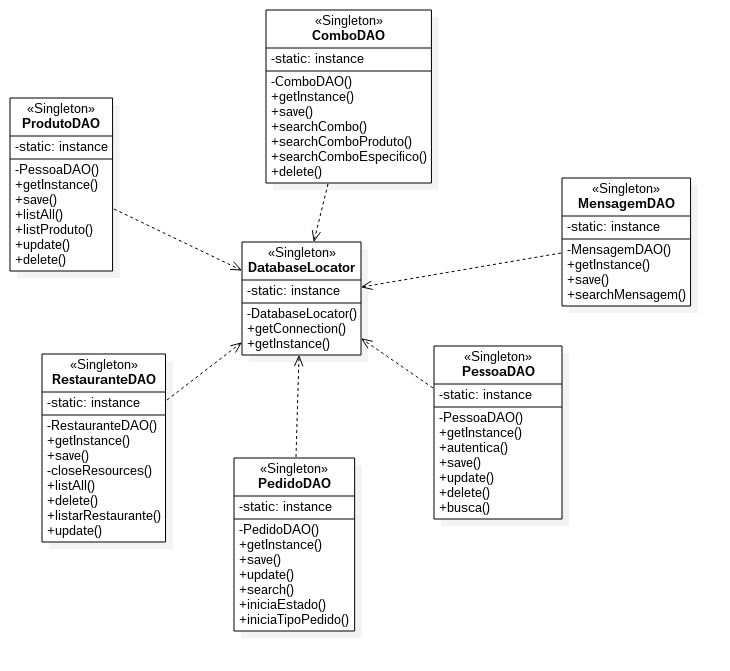 «Singleton»
ComboDAO
-static: instance
-ComboDAO()
+getInstance()
+save()
+searchCombo()
+searchComboProduto()
+searchComboEspecifico()
+delete()
«Singleton»
ProdutoDAO
-static: instance
-PessoaDAO()
+getInstance()
+save()
+listAll()
+listProduto()
+update()
+delete()
«Singleton»
MensagemDAO
-static: instance
-MensagemDAO()
+getInstance()
+save()
+searchMensagem()
«Singleton»
DatabaseLocator
-static: instance
-DatabaseLocator()
+getConnection()
+getInstance()
«Singleton»
RestauranteDAO
-static: instance
-RestauranteDAO()
+getInstance()
+save()
-closeResources()
+listAll()
+delete()
+listarRestaurante()
+update()
«Singleton»
PessoaDAO
-static: instance
-PessoaDAO()
+getInstance()
+autentica()
+save()
+update()
+delete()
+busca()
«Singleton»
PedidoDAO
-static: instance
-PedidoDAO()
+getInstance()
+save()
+update()
+search()
+iniciaEstado()
+iniciaTipoPedido()